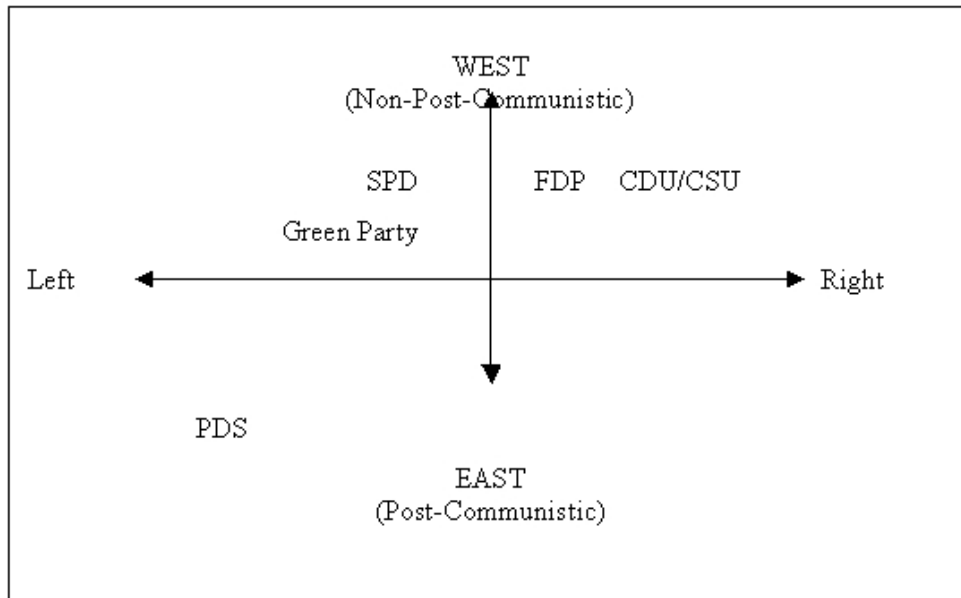 WEST
(Non-Post-Communistic)
SPD FDP CDU/CSU
Green Party
Left Right
PDS
EAST
(Post-Communistic)